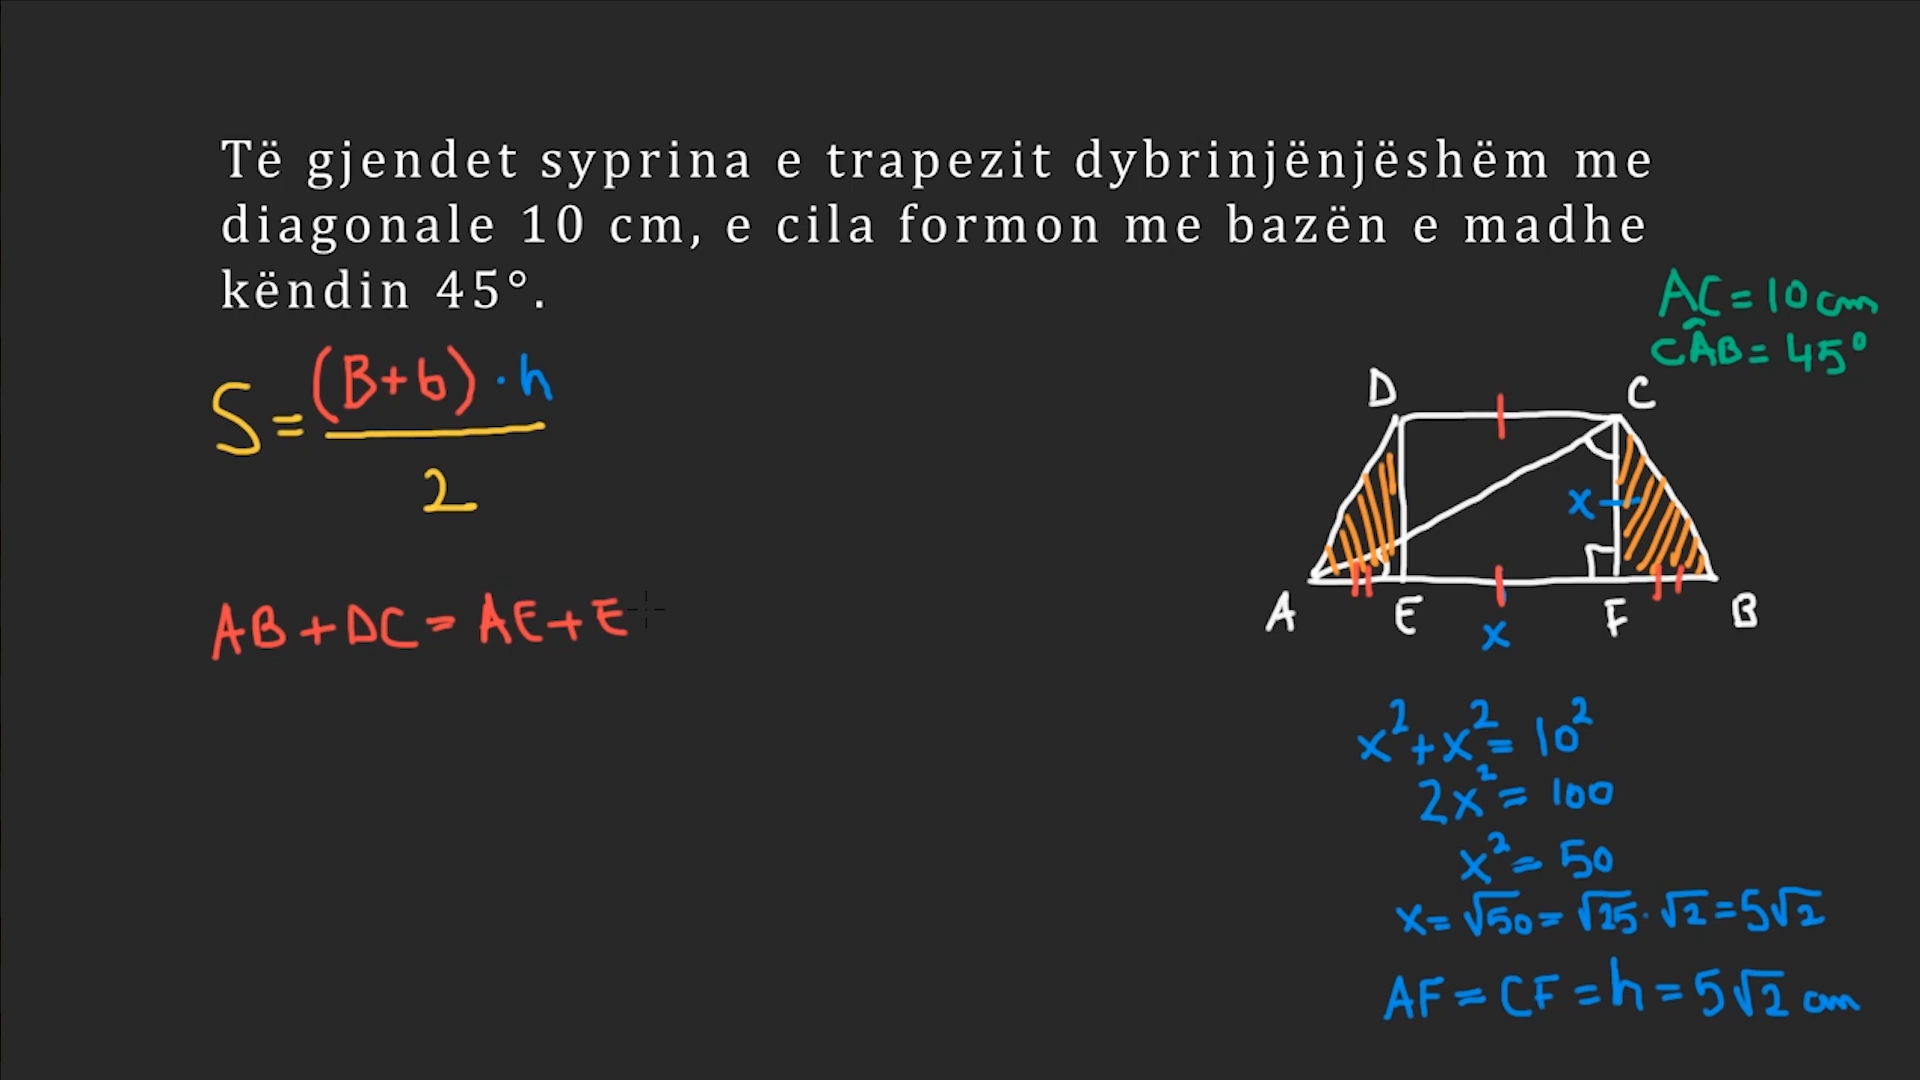 Të gjendet syprina e trapezit dybrinjënjëshëm me
diagonale 10 cm, e cila formon me bazën e madhe
këndin 45°.
AC = 10 cm
CÂB = 45°
S = (B+b) · h
2
D C
x
A E F B
x
AB + DC = AE + E
x² + x² = 10²
2x² = 100
x² = 50
x = √50 = √25 · √2 = 5√2
AF = CF = h = 5√2 cm